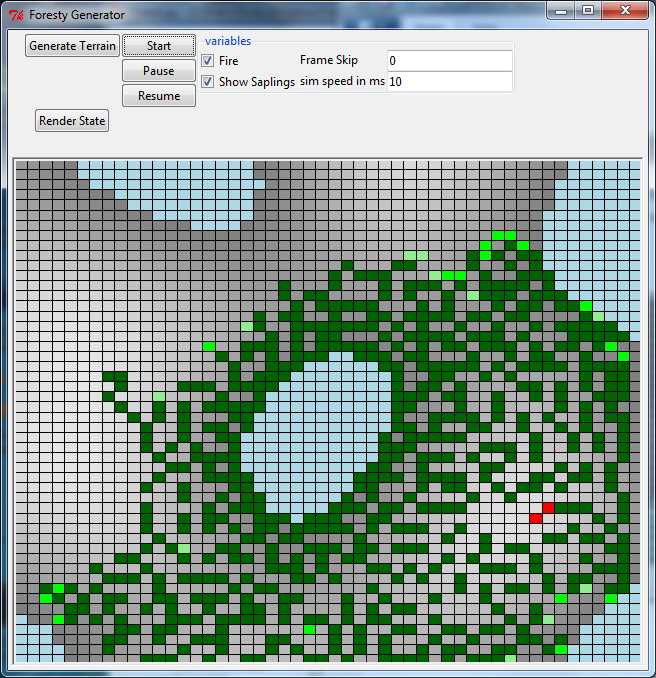 Foresty Generator
Generate Terrain
Start
variables
Fire
Frame Skip
0
Pause
Show Saplings
sim speed in ms
10
Resume
Render State